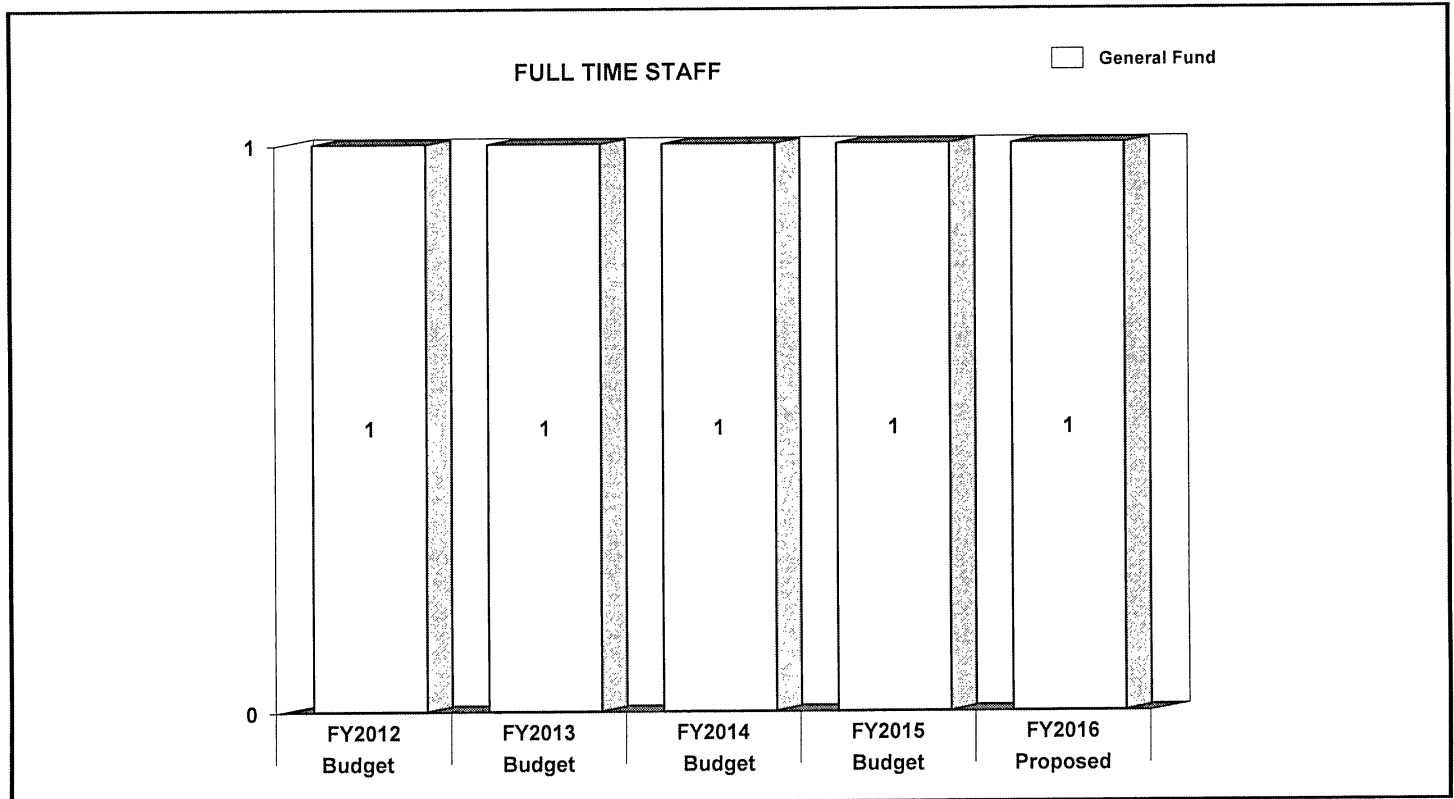 FULL TIME STAFF
General Fund
1
1 1 1 1 1
0
FY2012 FY2013 FY2014 FY2015 FY2016
Budget Budget Budget Budget Proposed